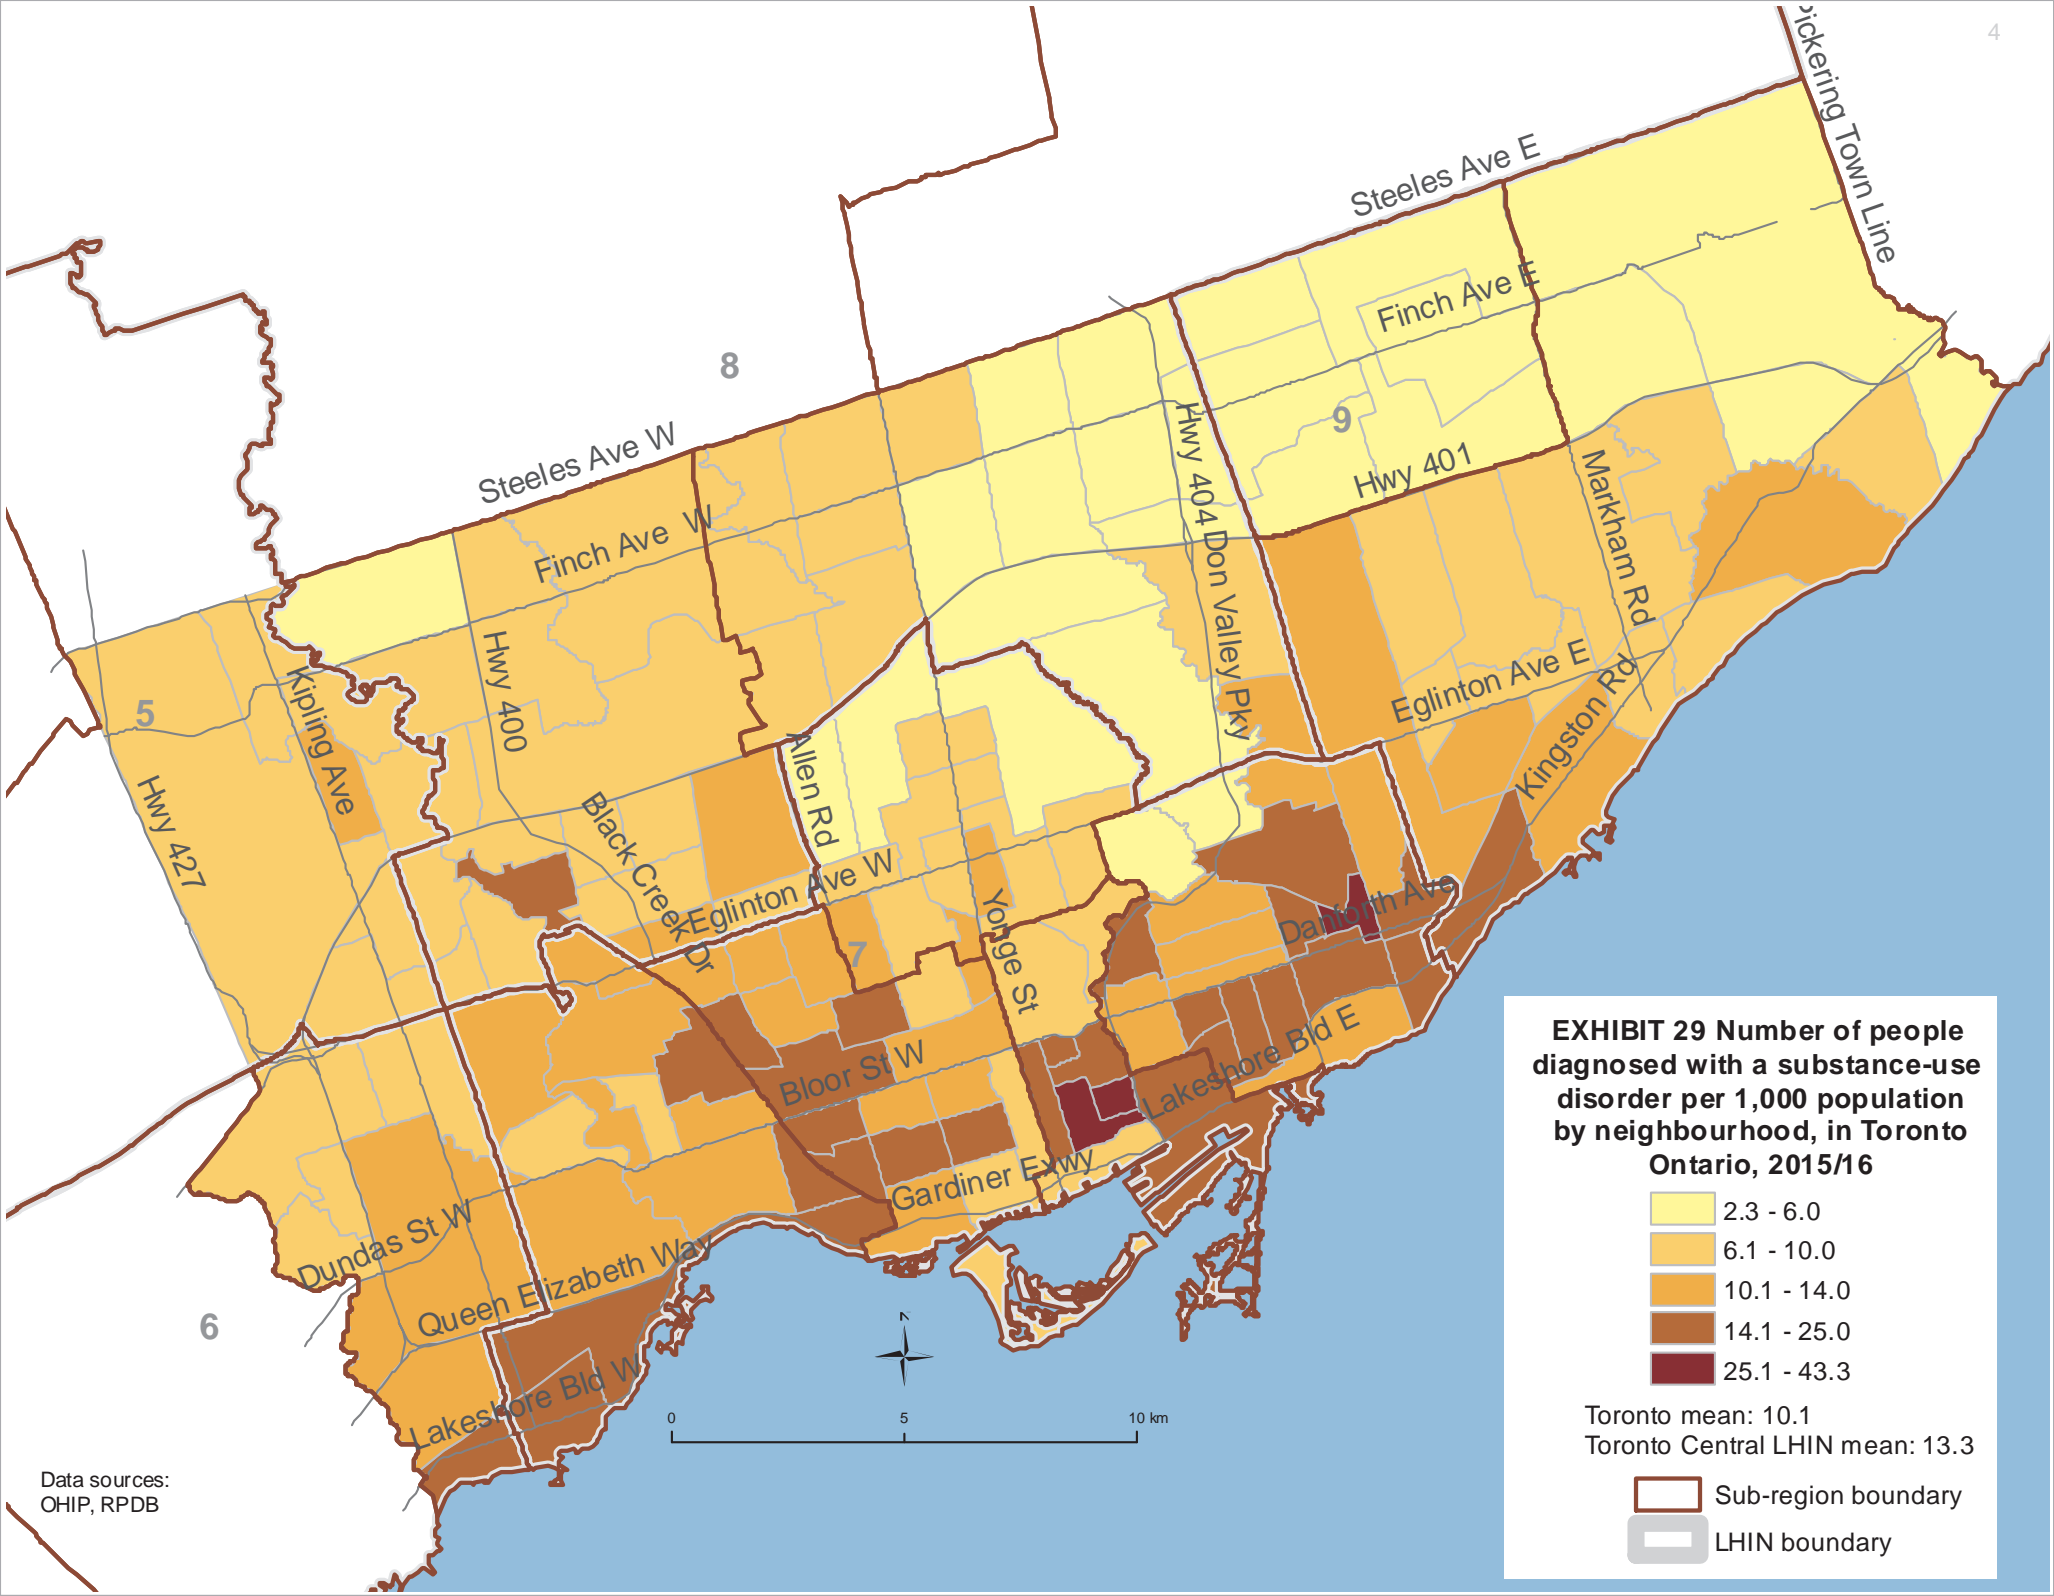 4
Pickering Town Line
Steeles Ave E
Finch Ave E
8
9
Steeles Ave W
Hwy 404
Hwy 401
Markham Rd
Finch Ave W
Don Valley Pky
Hwy 400
Kipling Ave
5
Eglinton Ave E
Kingston Rd
Allen Rd
Hwy 427
Black Creek Dr
Eglinton Ave W
Yonge St
Danforth Ave
7
Bloor St W
Lakeshore Bld E
Gardiner Exwy
Dundas St W
Queen Elizabeth Way
6
Lakeshore Bld W
N
0 5 10 km
Data sources:
OHIP, RPDB
EXHIBIT 29 Number of people
diagnosed with a substance-use
disorder per 1,000 population
by neighbourhood, in Toronto
Ontario, 2015/16
2.3 - 6.0
6.1 - 10.0
10.1 - 14.0
14.1 - 25.0
25.1 - 43.3
Toronto mean: 10.1
Toronto Central LHIN mean: 13.3
Sub-region boundary
LHIN boundary